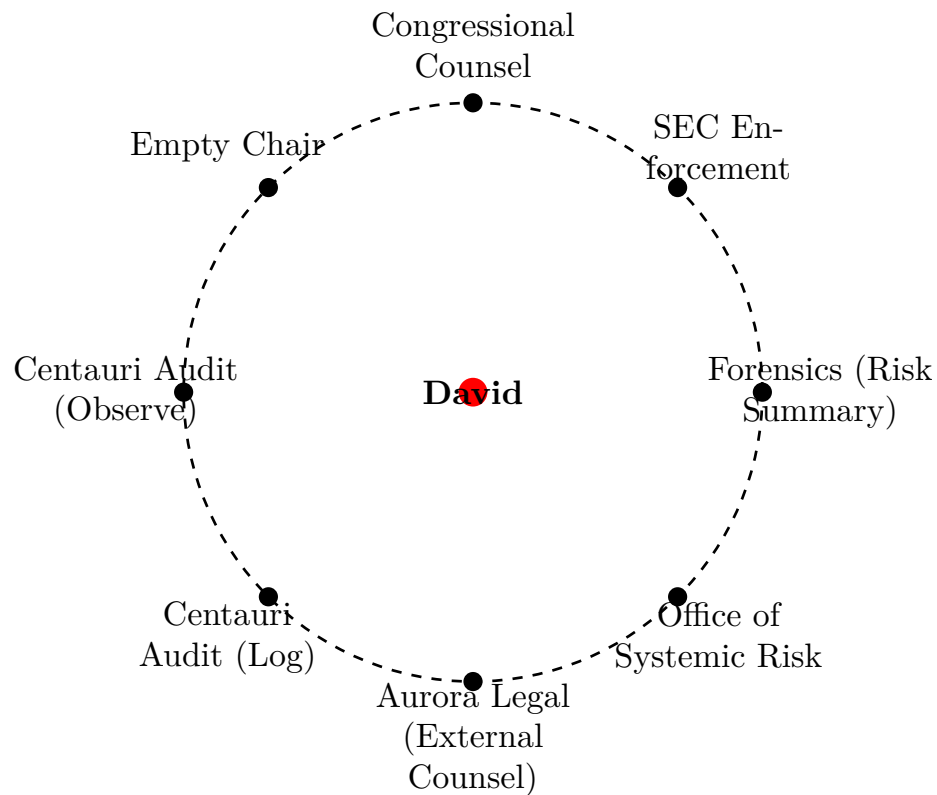 Congressional
Counsel
SEC En-
forcement
Empty Chair
Centauri Audit
(Observe)
David
Forensics (Risk
Summary)
Centauri
Audit (Log)
Office of
Systemic Risk
Aurora Legal
(External
Counsel)